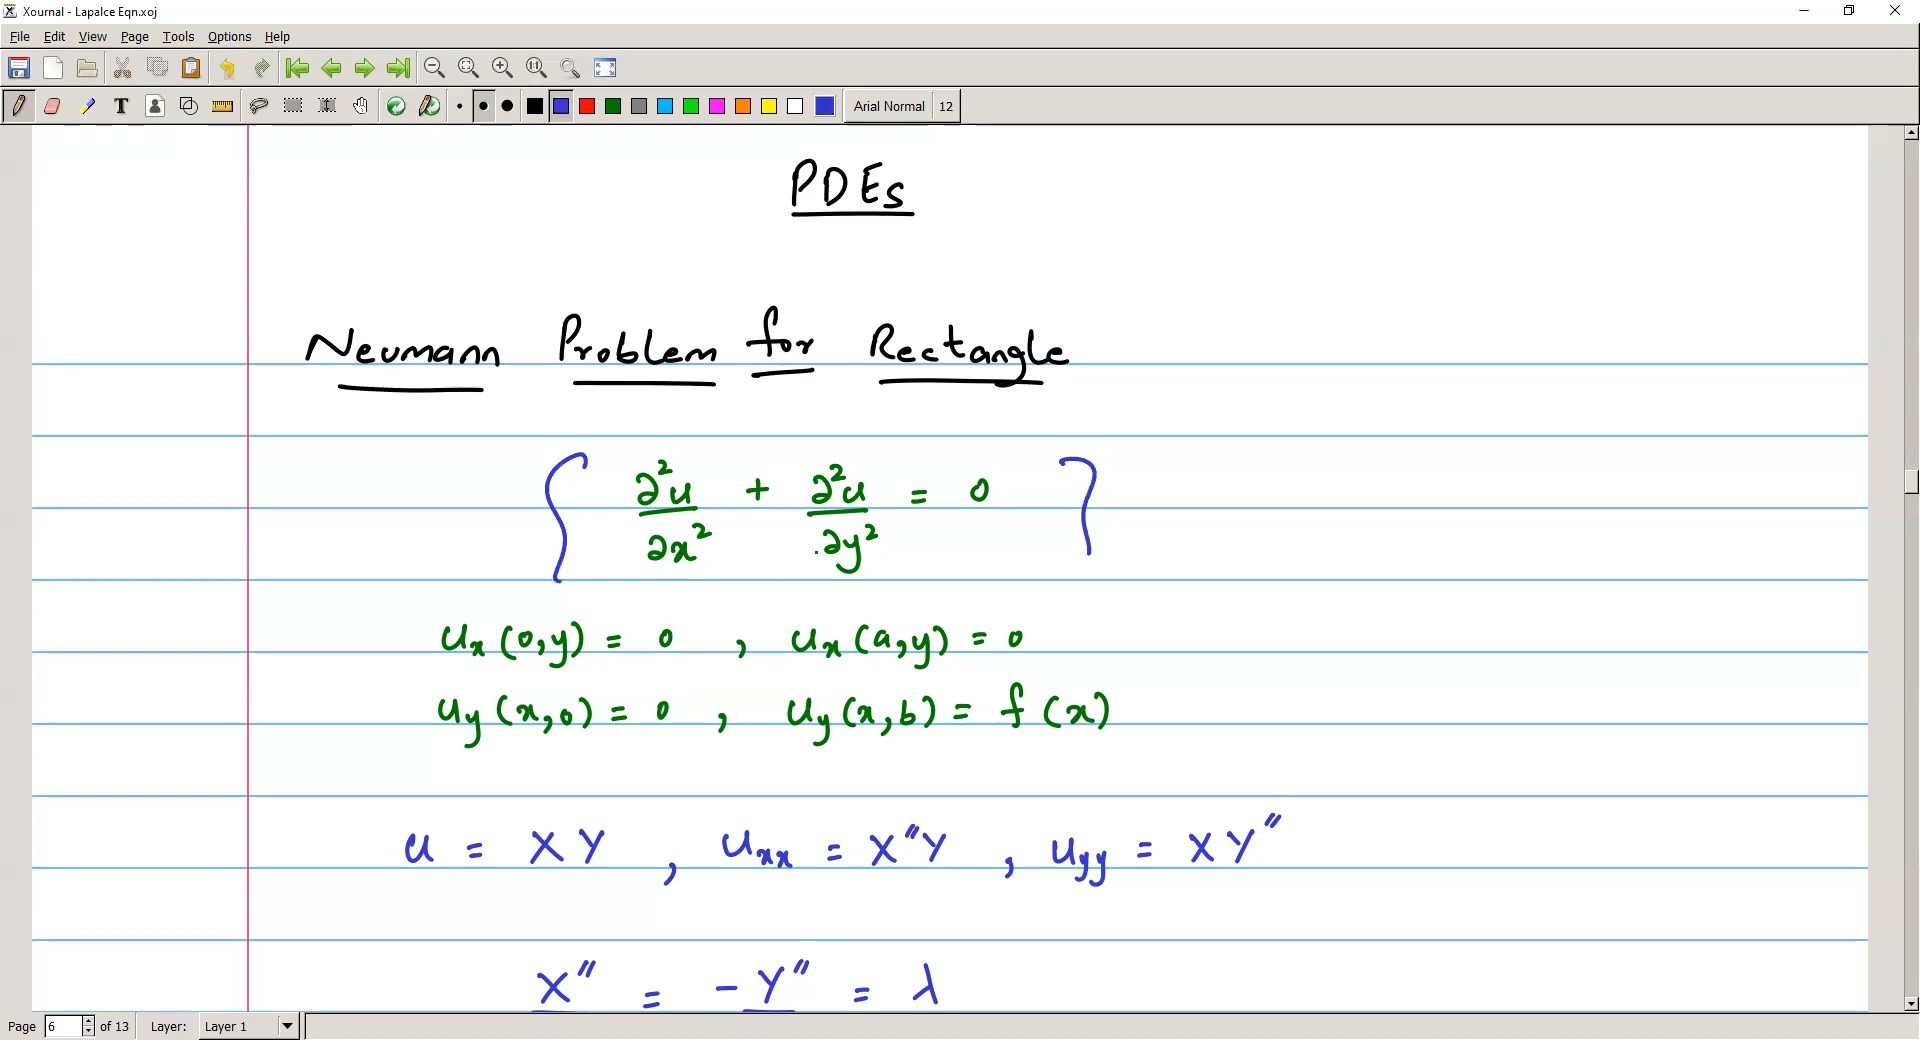 Xournal - Lapalce Eqn.xoj
File Edit View Page Tools Options Help
T Arial Normal 12
PDEs
Neumann Problem for Rectangle
∂²u/∂x² + ∂²u/∂y² = 0
uₓ(0,y) = 0 , uₓ(a,y) = 0
u_y(x,0) = 0 , u_y(x,b) = f(x)
u = XY , uₓₓ = X″Y , u_yy = XY″
X″ = -Y″ = λ
Page 6 of 13 Layer: Layer 1